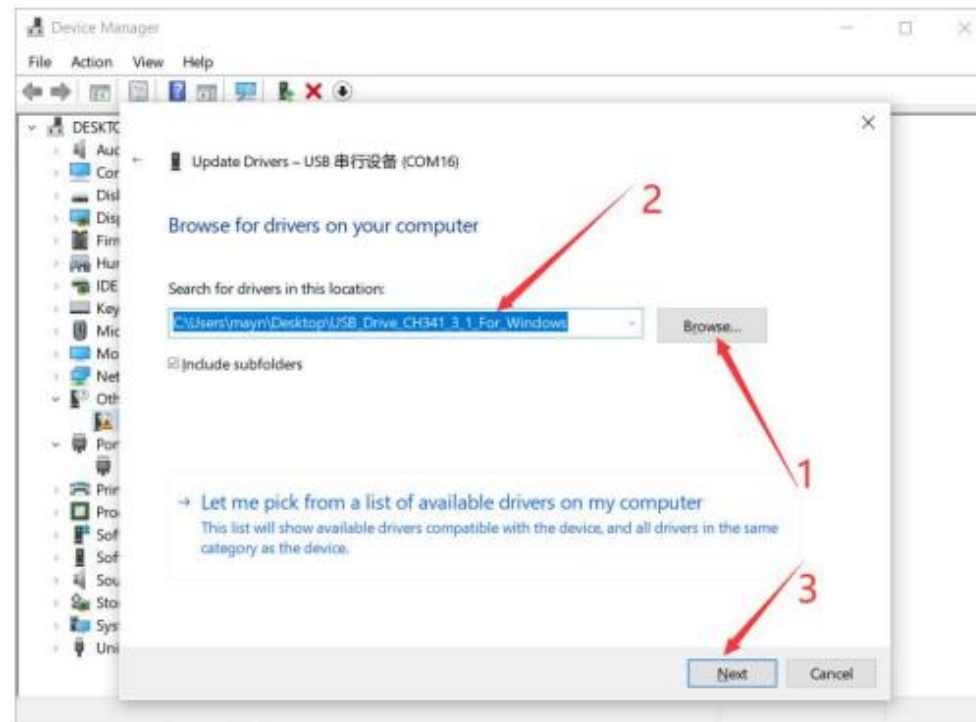 Device Manager
File Action View Help
DESKTC
Auc
Cor
Disl
Disp
Firn
Hur
IDE
Key
Mic
Mo
Net
Oth
Por
Prin
Pro
Sof
Sof
Sou
Sto
Sys
Uni
Update Drivers – USB 串行设备 (COM16)
2
Browse for drivers on your computer
Search for drivers in this location:
C:\Users\mayn\Desktop\USB_Drive_CH341_3_1_For_Windows
Browse...
Include subfolders
1
→ Let me pick from a list of available drivers on my computer
This list will show available drivers compatible with the device, and all drivers in the same
category as the device.
3
Next Cancel